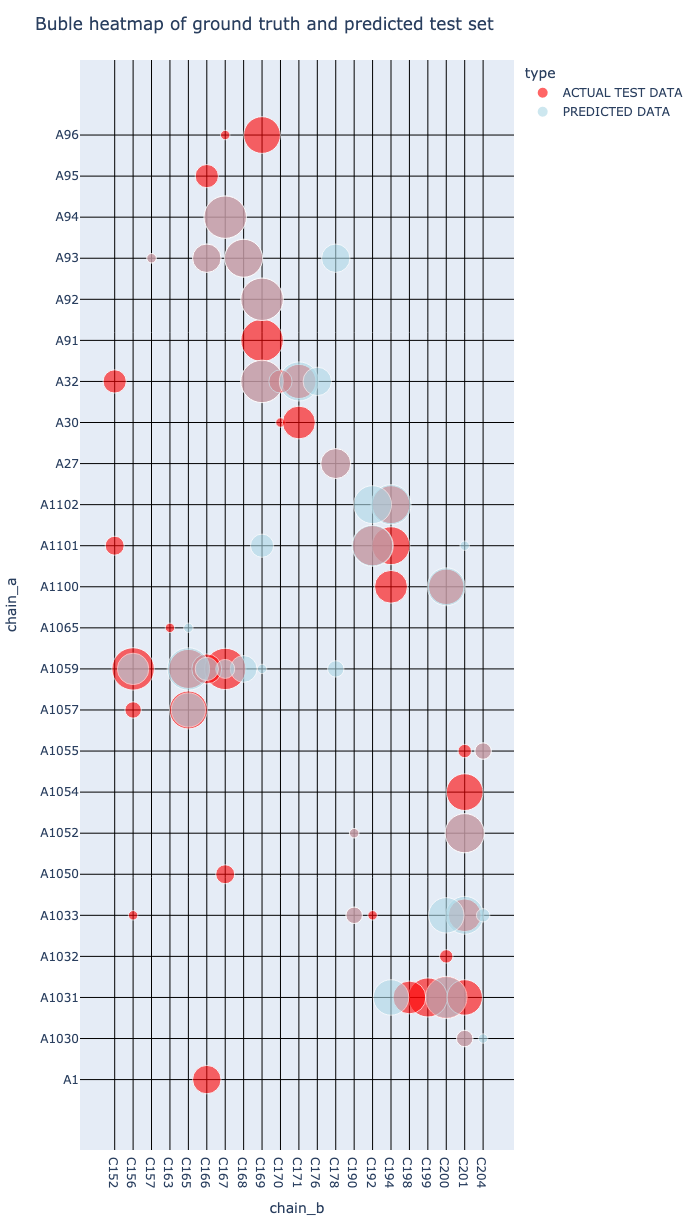 Buble heatmap of ground truth and predicted test set
type
ACTUAL TEST DATA
PREDICTED DATA
A96
A95
A94
A93
A92
A91
A32
A30
A27
A1102
A1101
A1100
A1065
A1059
A1057
A1055
A1054
A1052
A1050
A1033
A1032
A1031
A1030
A1
chain_a
C152
C156
C157
C163
C165
C166
C167
C168
C169
C170
C171
C176
C178
C190
C192
C194
C198
C199
C200
C201
C204
chain_b